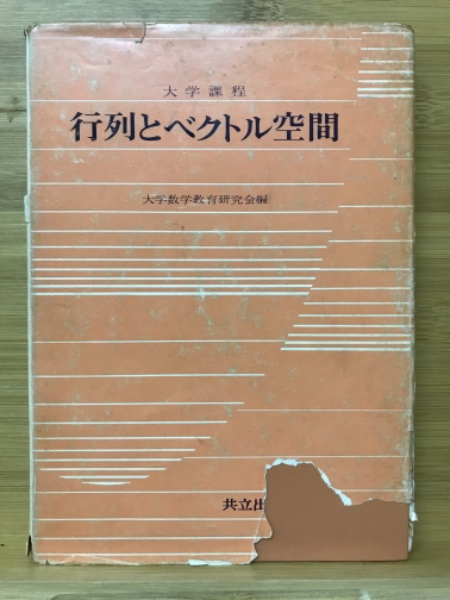 大学課程
行列とベクトル空間
大学数学教育研究会編
共立出